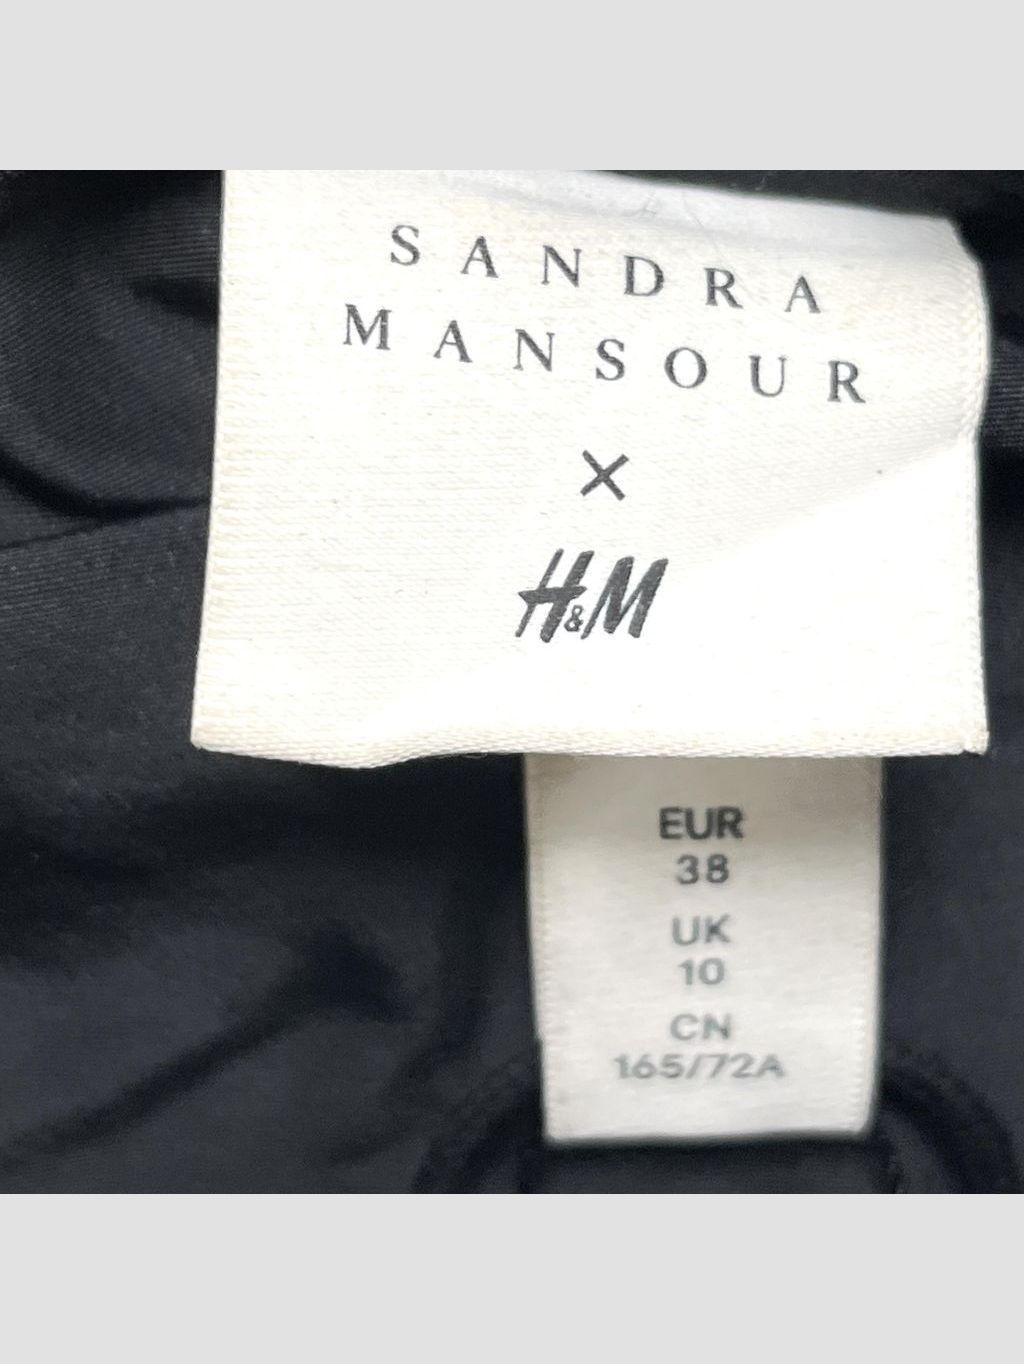 SANDRA
MANSOUR
×
H&M
EUR
38
UK
10
CN
165/72A